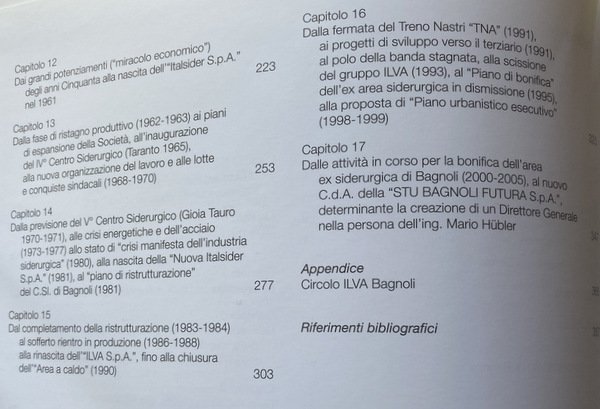 Capitolo 12
Dai grandi potenziamenti ("miracolo economico")
degli anni Cinquanta alla nascita dell'"Italsider S.p.A."
nel 1961 223
Capitolo 13
Dalla fase di ristagno produttivo (1962-1963) ai piani
di espansione della Società, all'inaugurazione
del IV° Centro Siderurgico (Taranto 1965),
alla nuova organizzazione del lavoro e alle lotte
e conquiste sindacali (1968-1970) 253
Capitolo 14
Dalla previsione del V° Centro Siderurgico (Gioia Tauro
1970-1971), alle crisi energetiche e dell'acciaio
(1973-1977) allo stato di "crisi manifesta dell'industria
siderurgica" (1980), alla nascita della "Nuova Italsider
S.p.A." (1981), al "piano di ristrutturazione"
del C.SI. di Bagnoli (1981) 277
Capitolo 15
Dal completamento della ristrutturazione (1983-1984)
al sofferto rientro in produzione (1986-1988)
alla rinascita dell'"ILVA S.p.A.", fino alla chiusura
dell'"Area a caldo" (1990) 303
Capitolo 16
Dalla fermata del Treno Nastri "TNA" (1991),
ai progetti di sviluppo verso il terziario (1991),
al polo della banda stagnata, alla scissione
del gruppo ILVA (1993), al "Piano di bonifica"
dell'ex area siderurgica in dismissione (1995),
alla proposta di "Piano urbanistico esecutivo"
(1998-1999)
Capitolo 17
Dalle attività in corso per la bonifica dell'area
ex siderurgica di Bagnoli (2000-2005), al nuovo
C.d.A. della "STU BAGNOLI FUTURA S.p.A.",
determinante la creazione di un Direttore Generale
nella persona dell'ing. Mario Hübler 347
Appendice
Circolo ILVA Bagnoli
Riferimenti bibliografici